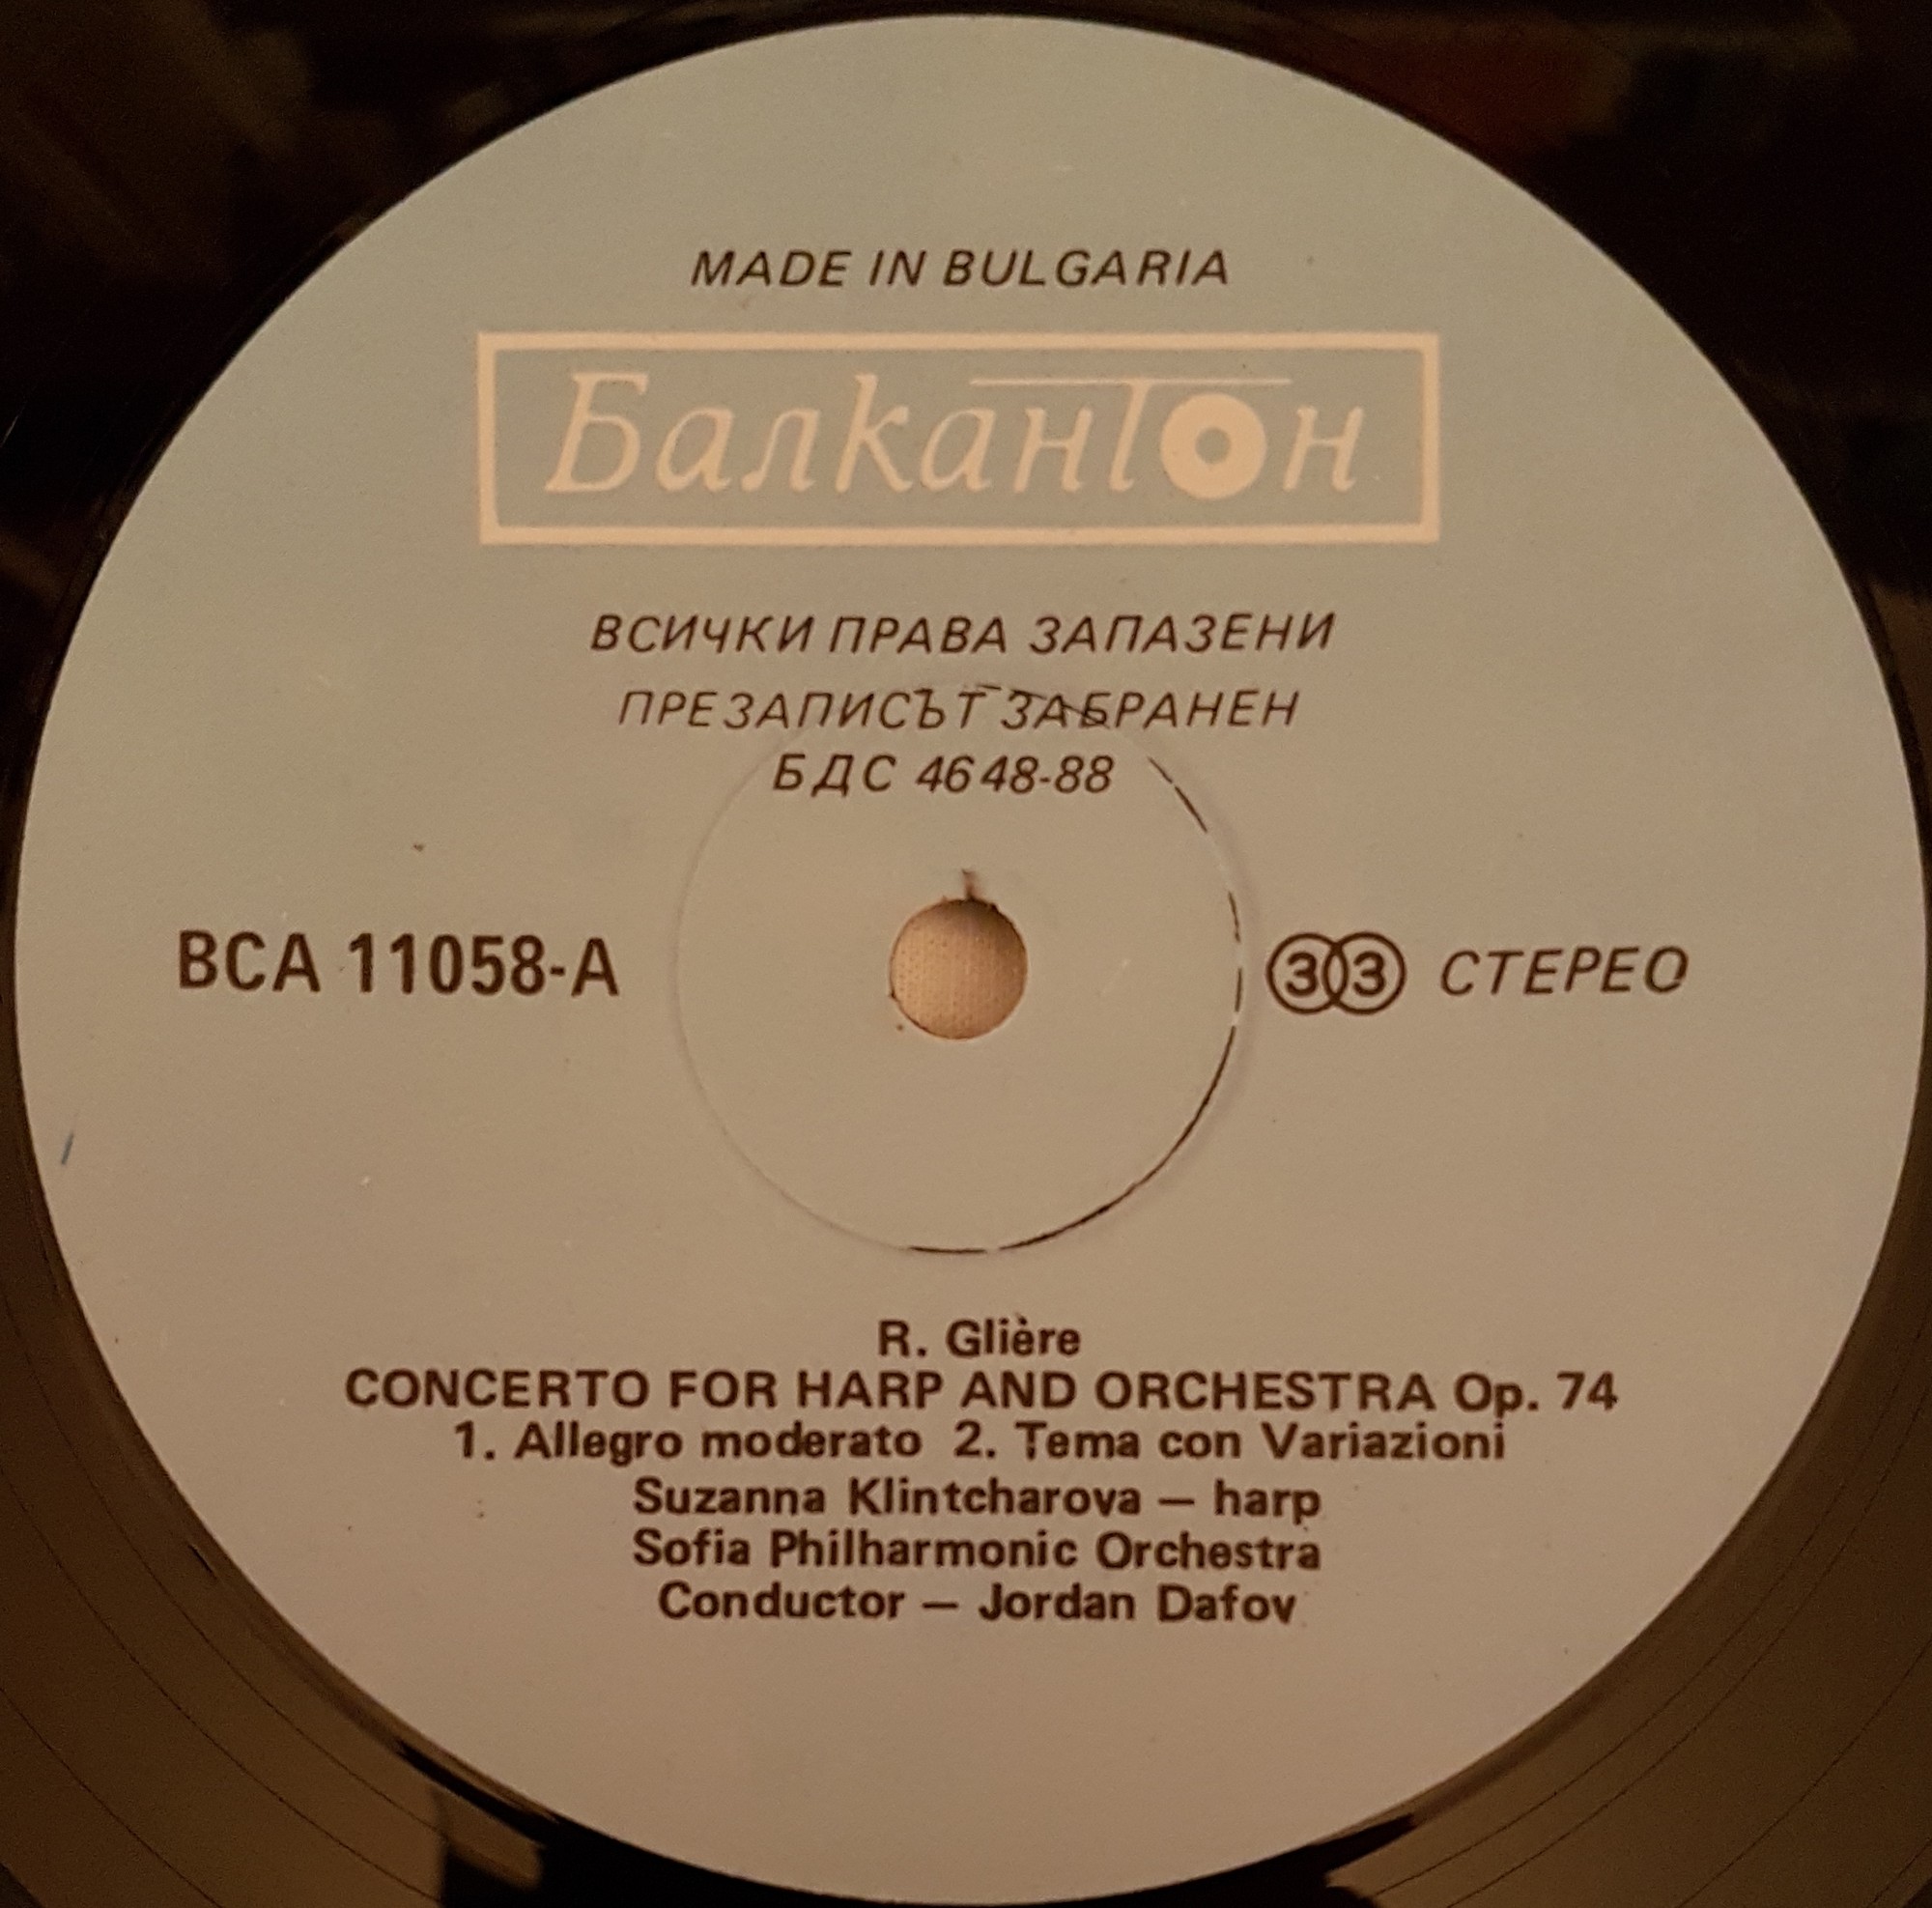 MADE IN BULGARIA
Балкантон
ВСИЧКИ ПРАВА ЗАПАЗЕНИ
ПРЕЗАПИСЪТ ЗАБРАНЕН
БДС 4648-88
ВСА 11058-А
33 СТЕРЕО
R. Glière
CONCERTO FOR HARP AND ORCHESTRA Op. 74
1. Allegro moderato 2. Tema con Variazioni
Suzanna Klintcharova — harp
Sofia Philharmonic Orchestra
Conductor — Jordan Dafov